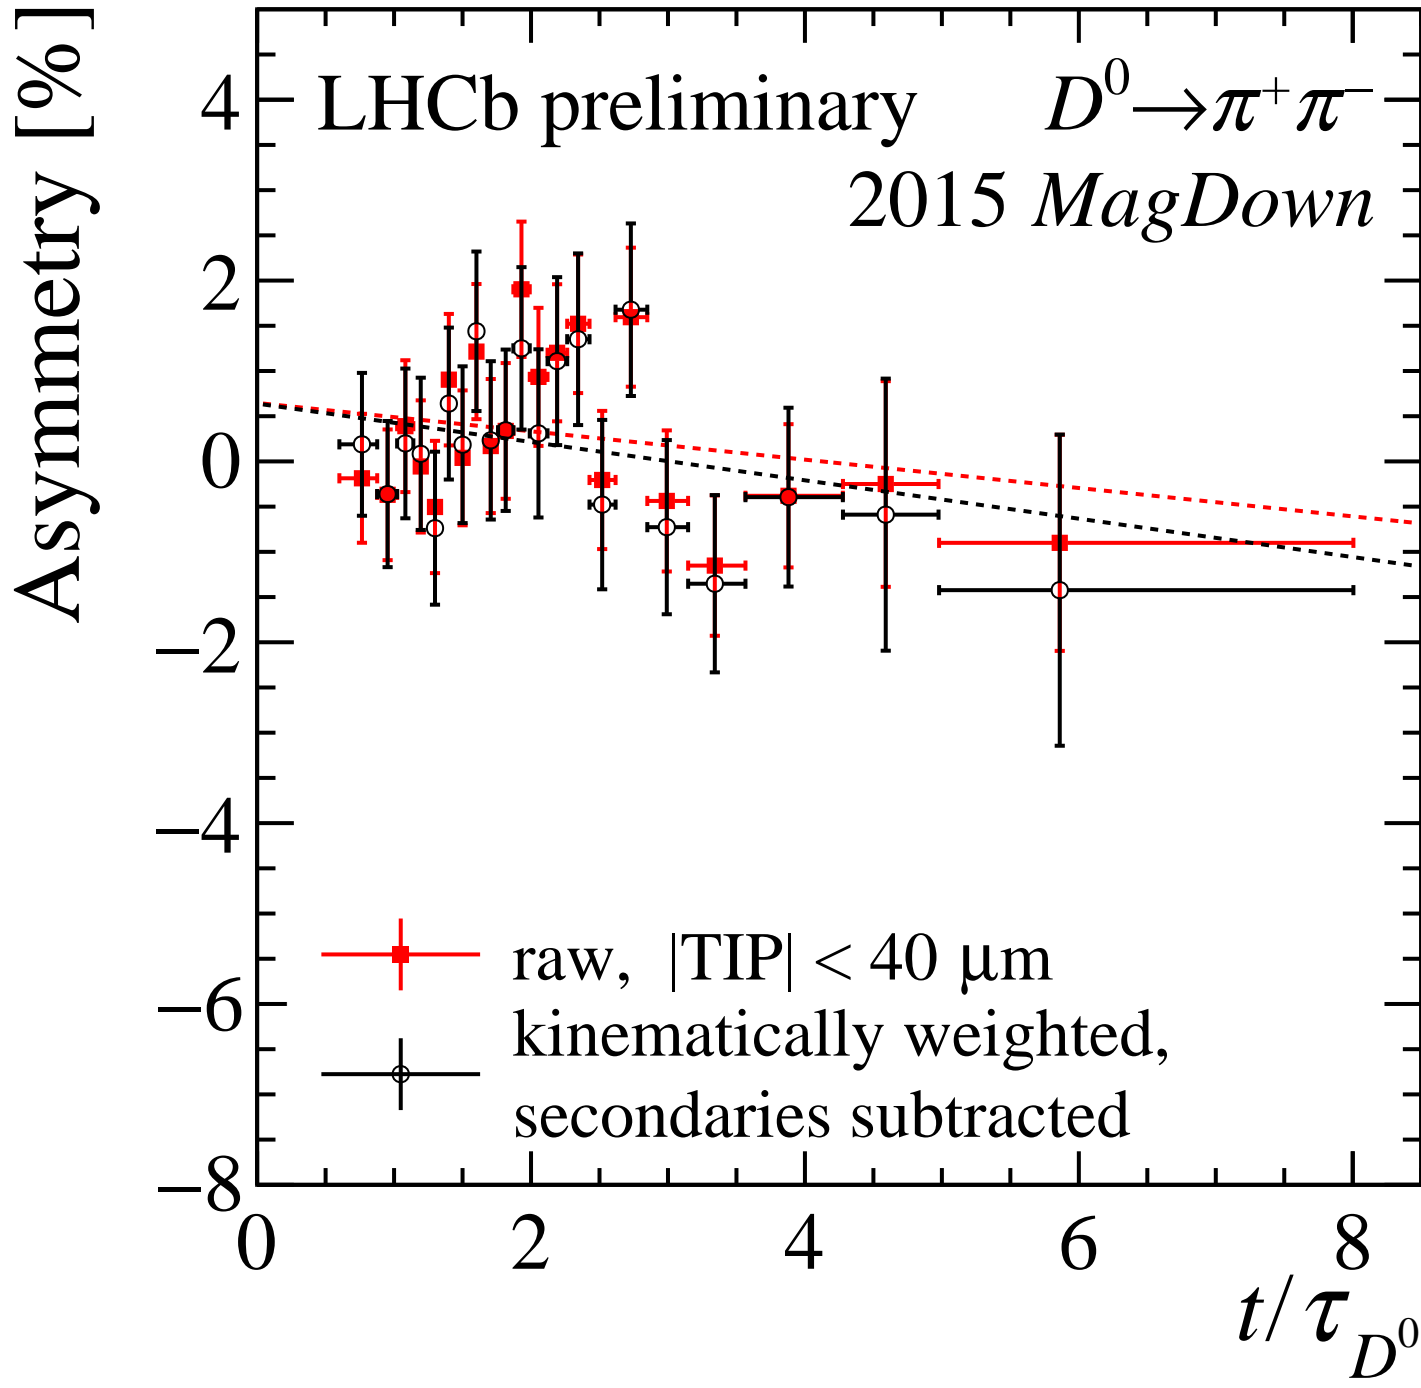 Asymmetry [%]
LHCb preliminary D⁰→π⁺π⁻
2015 MagDown
4
2
0
−2
−4
−6
−8
raw, |TIP| < 40 μm
kinematically weighted,
secondaries subtracted
0 2 4 6 8
t/τ_D⁰